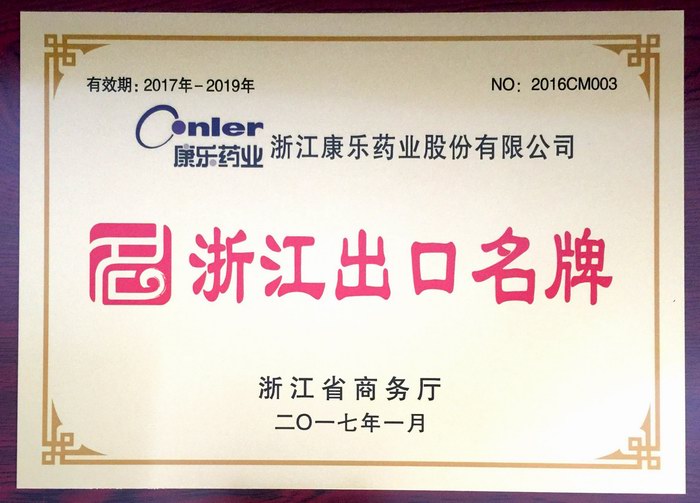 有效期：2017年－2019年
NO：2016CM003
Conler
康乐药业
浙江康乐药业股份有限公司
浙江出口名牌
浙江省商务厅
二〇一七年一月